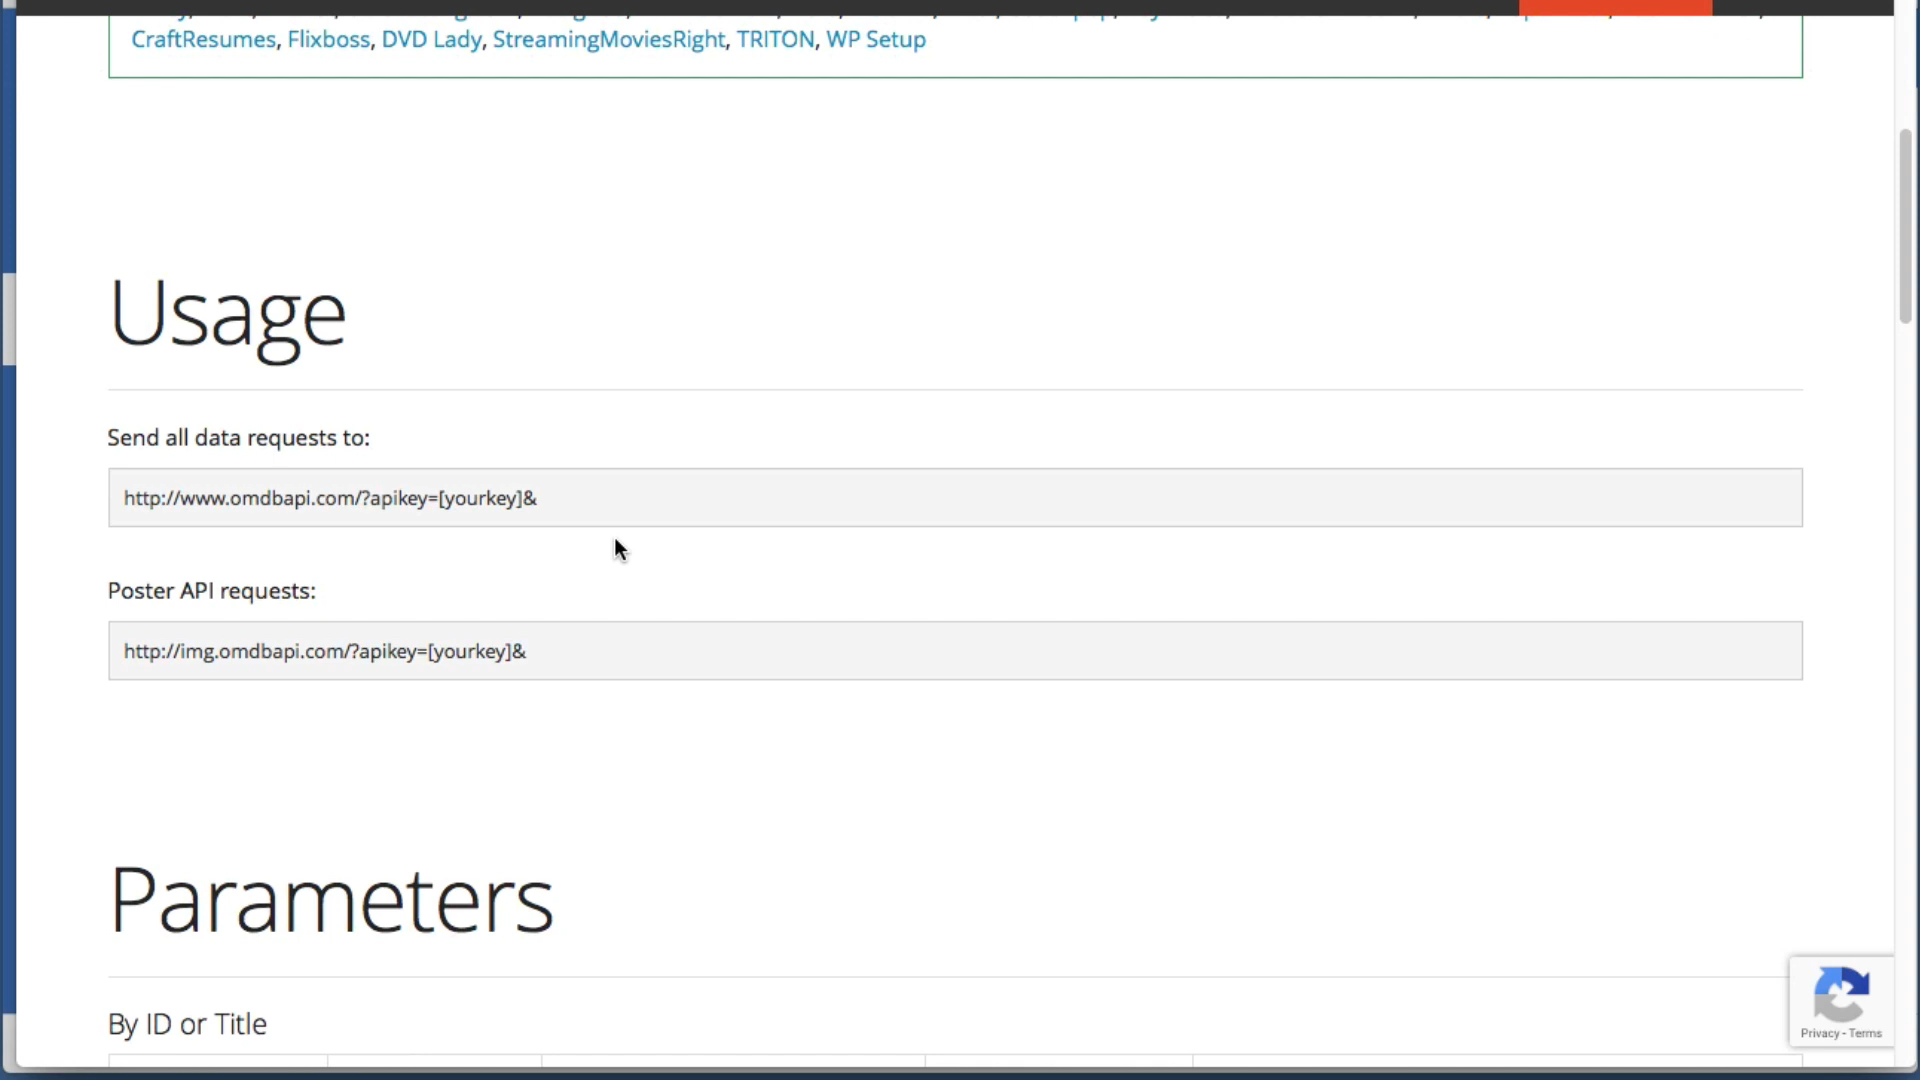 CraftResumes, Flixboss, DVD Lady, StreamingMoviesRight, TRITON, WP Setup
Usage
Send all data requests to:
http://www.omdbapi.com/?apikey=[yourkey]&
Poster API requests:
http://img.omdbapi.com/?apikey=[yourkey]&
Parameters
By ID or Title
Privacy - Terms